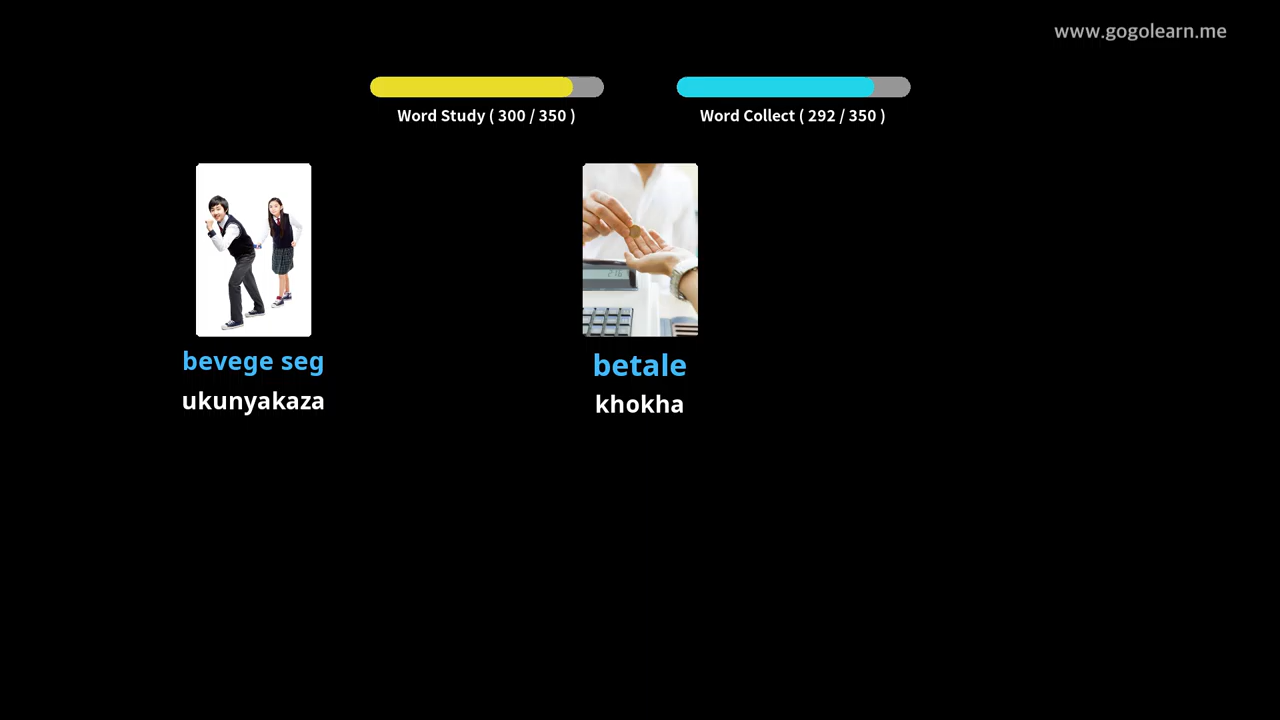 www.gogolearn.me
Word Study ( 300 / 350 )
Word Collect ( 292 / 350 )
bevege seg
ukunyakaza
betale
khokha